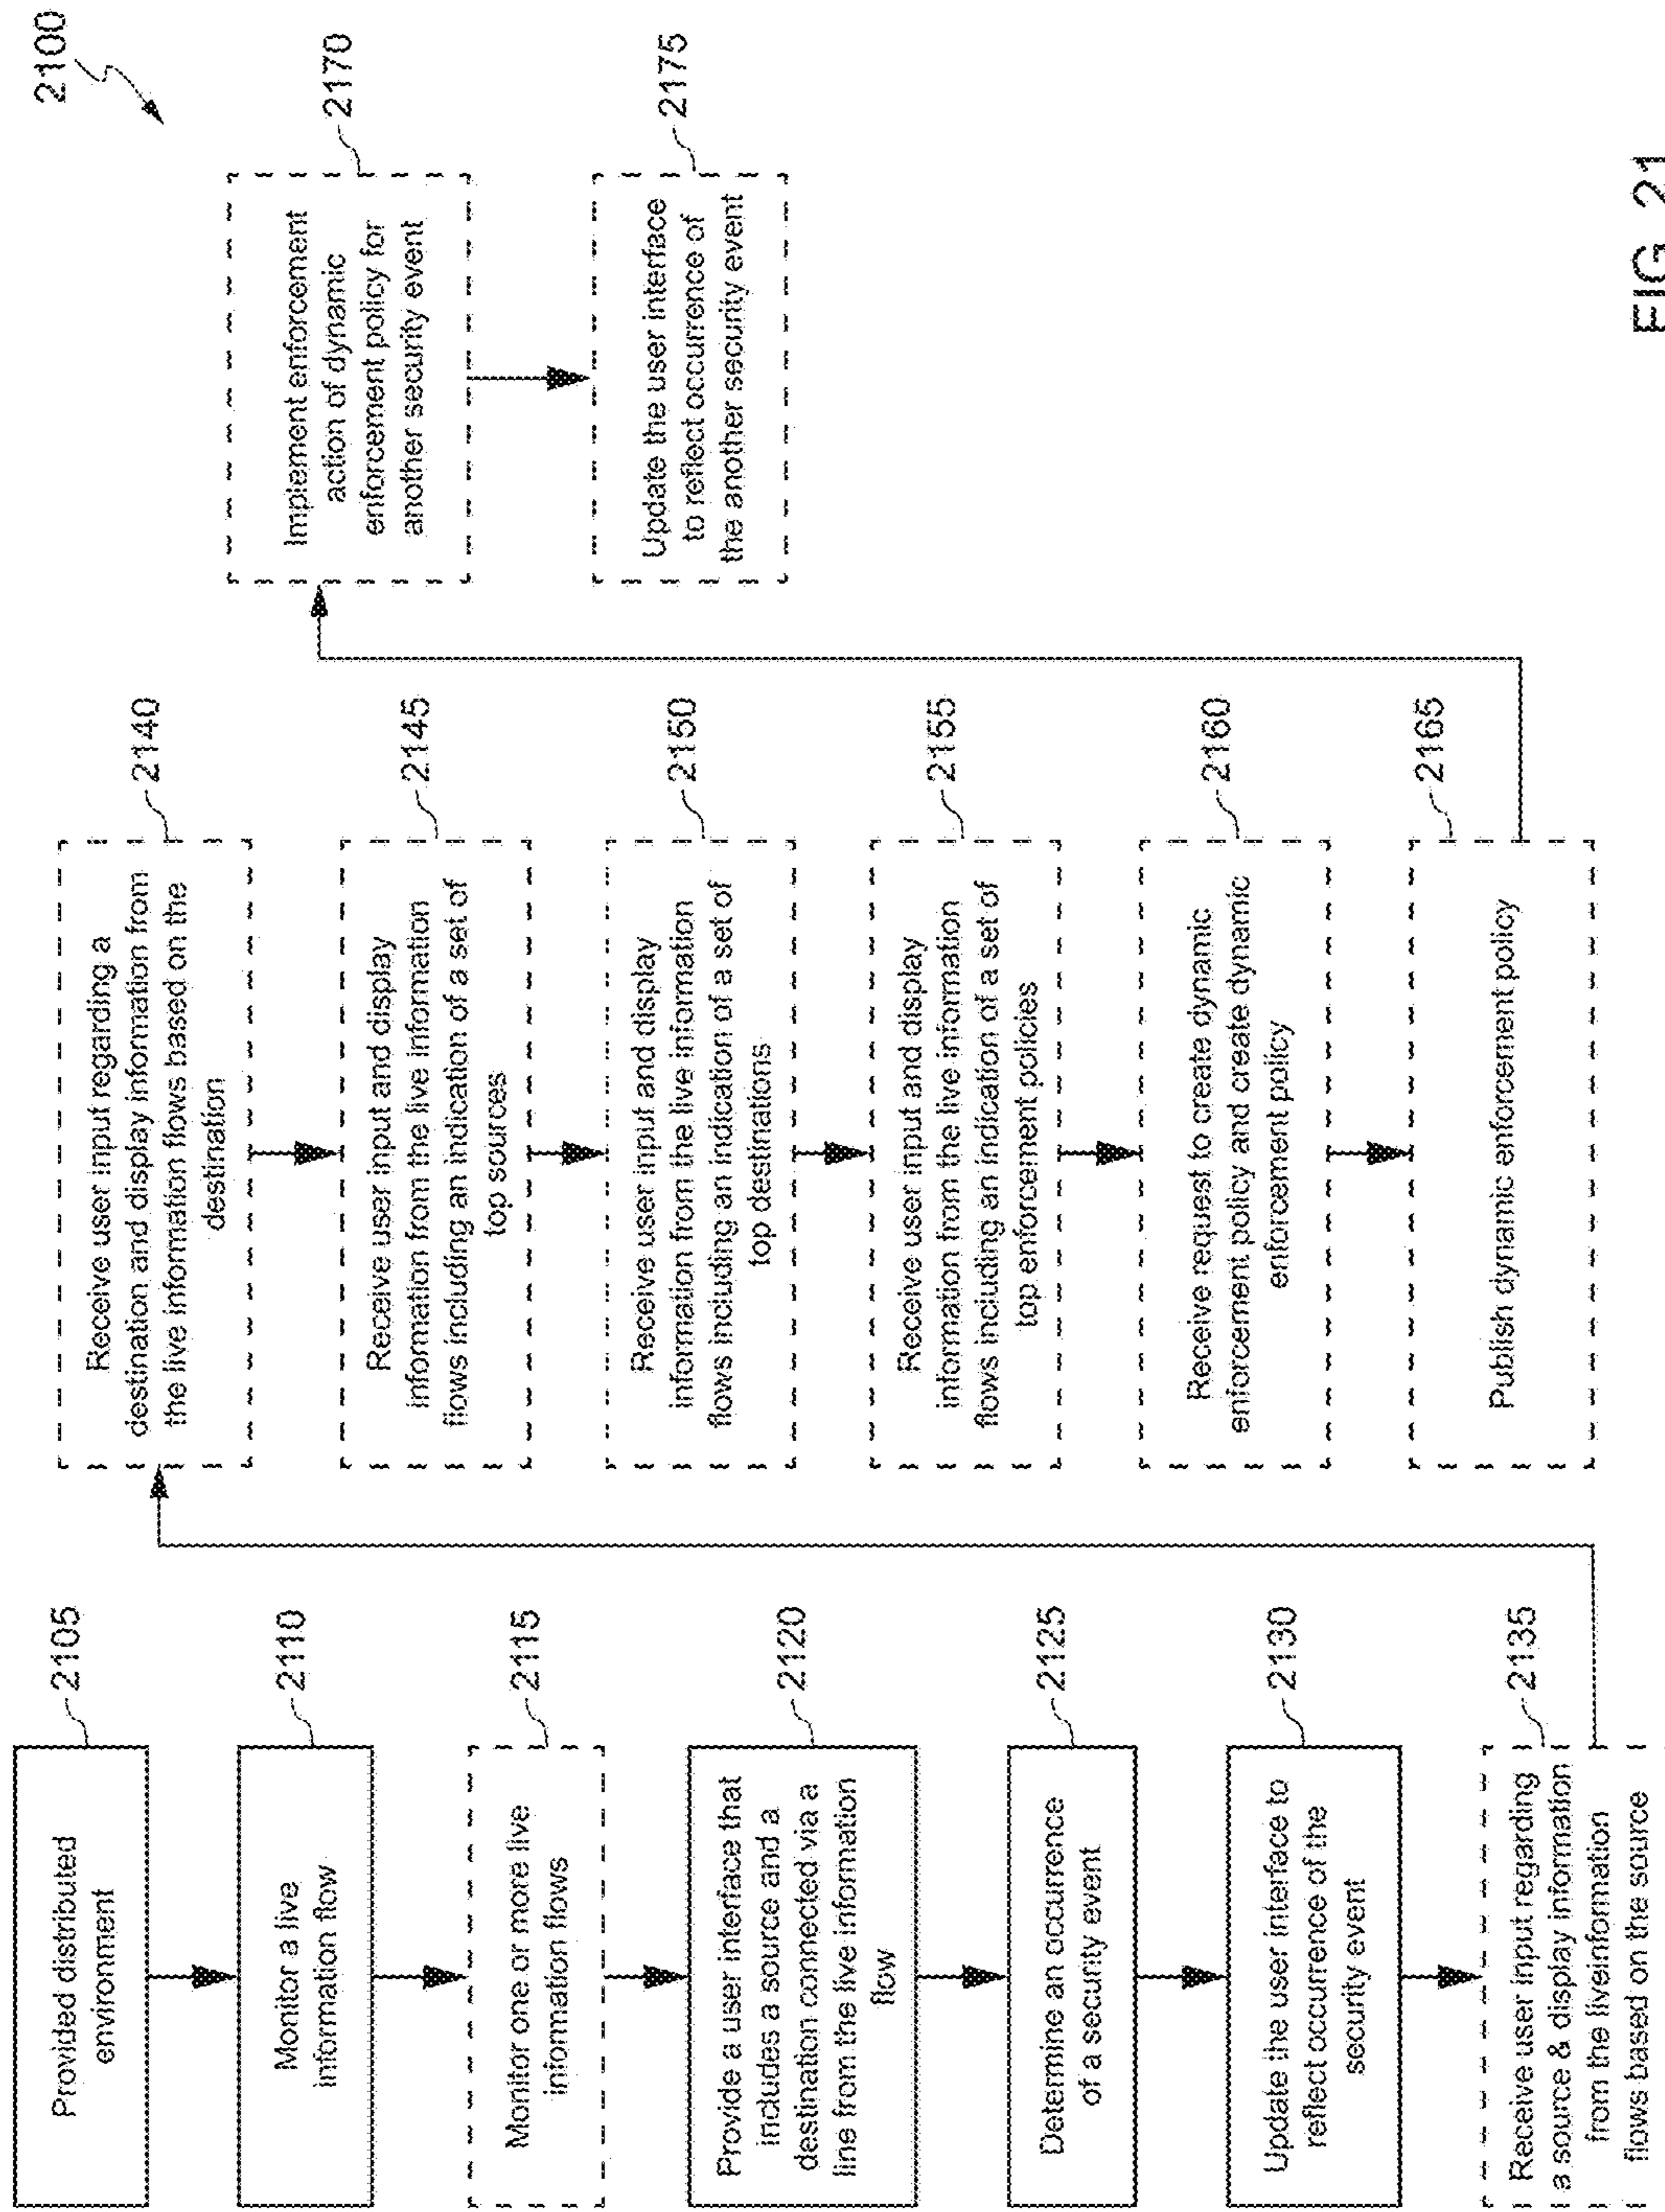 2100
Provided distributed
environment
2105
Monitor a live
information flow
2110
Monitor one or more live
information flows
2115
Provide a user interface that
includes a source and a
destination connected via a
line from the live information
flow
2120
Determine an occurrence
of a security event
2125
Update the user interface to
reflect occurrence of the
security event
2130
Receive user input regarding
a source & display information
from the liveinformation
flows based on the source
2135
Receive user input regarding a
destination and display information from
the live information flows based on the
destination
2140
Receive user input and display
information from the live information
flows including an indication of a set of
top sources
2145
Receive user input and display
information from the live information
flows including an indication of a set of
top destinations
2150
Receive user input and display
information from the live information
flows including an indication of a set of
top enforcement policies
2155
Receive request to create dynamic
enforcement policy and create dynamic
enforcement policy
2160
Publish dynamic enforcement policy
2165
Implement enforcement
action of dynamic
enforcement policy for
another security event
2170
Update the user interface
to reflect occurrence of
the another security event
2175
FIG. 21